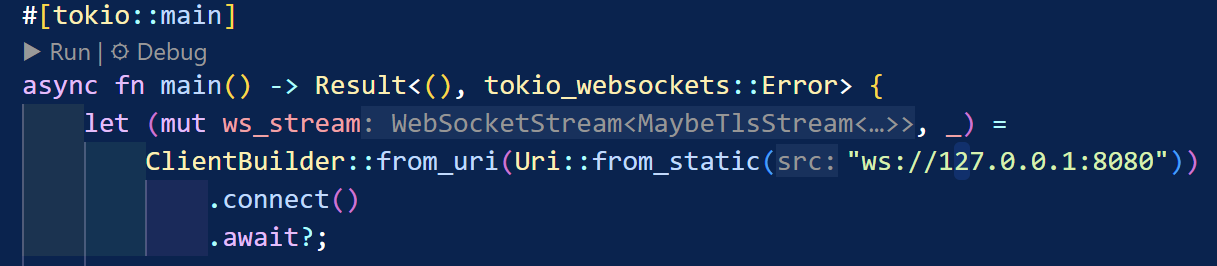 #[tokio::main]
▶ Run | ⚙ Debug
async fn main() -> Result<(), tokio_websockets::Error> {
let (mut ws_stream: WebSocketStream<MaybeTlsStream<…>>, _) =
ClientBuilder::from_uri(Uri::from_static(src: "ws://127.0.0.1:8080"))
.connect()
.await?;